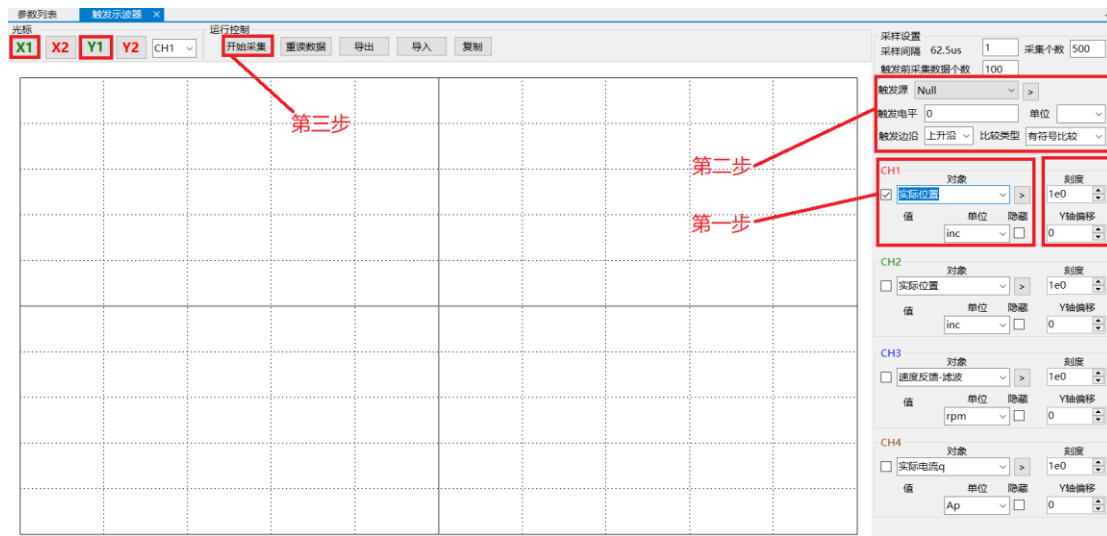 参数列表 触发示波器 ×
光标 运行控制
X1 X2 Y1 Y2 CH1 开始采集 重读数据 导出 导入 复制
采样设置
采样间隔 62.5us 1 采集个数 500
触发前采集数据个数 100
触发源 Null >
触发电平 0 单位
触发边沿 上升沿 比较类型 有符号比较
第三步
第二步
第一步
CH1
对象 刻度
实际位置 > 1e0
值 单位 隐藏 Y轴偏移
inc 0
CH2
对象 刻度
实际位置 > 1e0
值 单位 隐藏 Y轴偏移
inc 0
CH3
对象 刻度
速度反馈-滤波 > 1e0
值 单位 隐藏 Y轴偏移
rpm 0
CH4
对象 刻度
实际电流q > 1e0
值 单位 隐藏 Y轴偏移
Ap 0